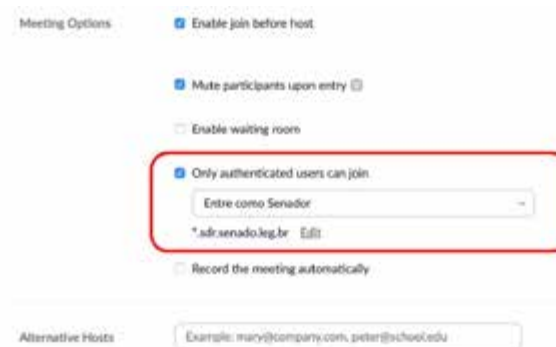 Meeting Options
Enable join before host
Mute participants upon entry
Enable waiting room
Only authenticated users can join
Entre como Senador
*.sdr.senado.leg.br Edit
Record the meeting automatically
Alternative Hosts
Example: mary@company.com, peter@school.edu